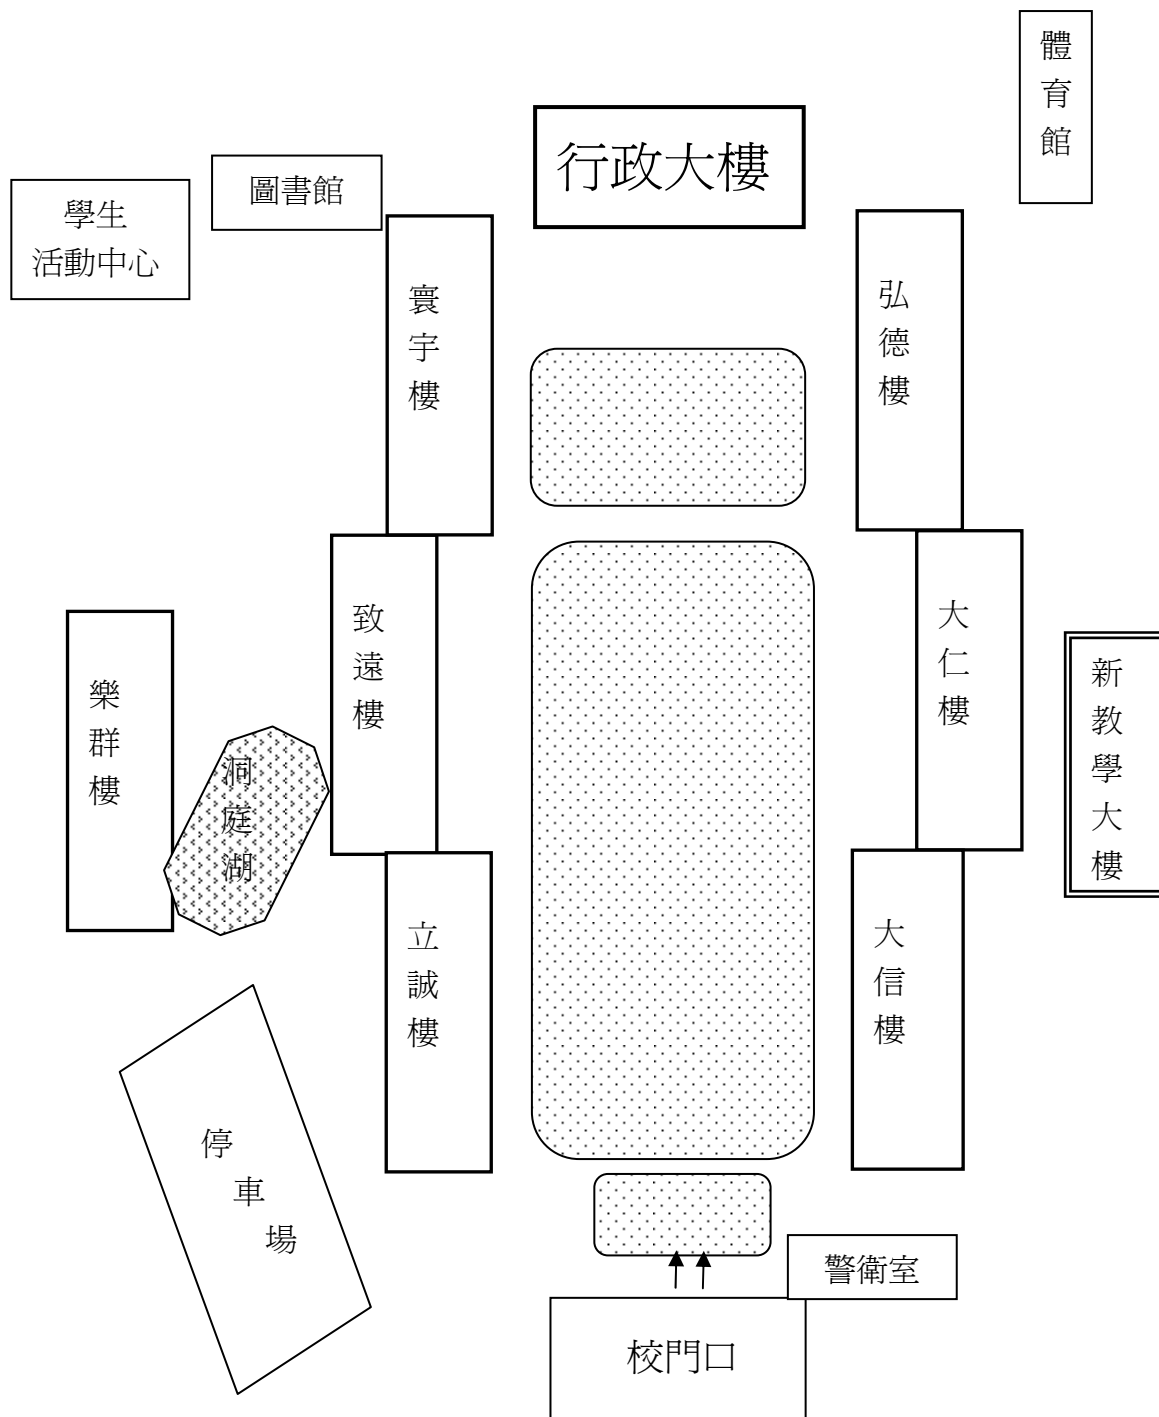 體育館
行政大樓
圖書館
學生
活動中心
寰宇樓
弘德樓
致遠樓
大仁樓
樂群樓
新教學大樓
洞庭湖
立誠樓
大信樓
停車場
警衛室
校門口